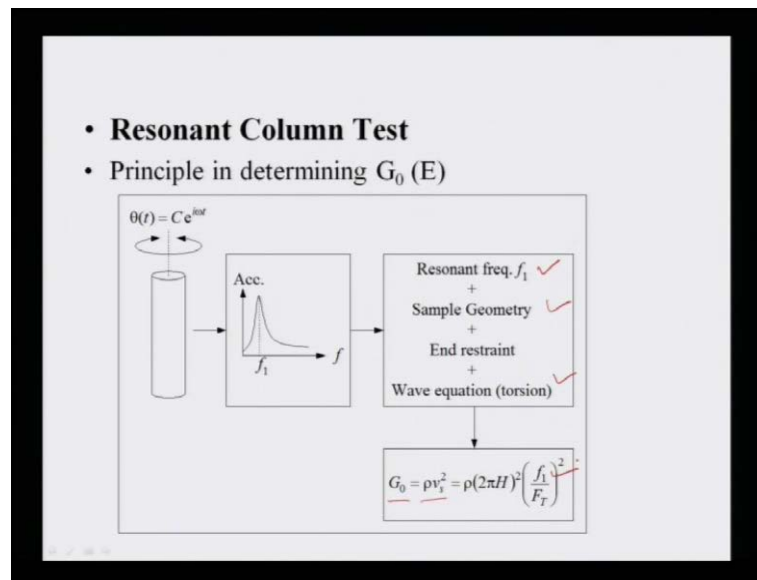 • Resonant Column Test
• Principle in determining G₀ (E)
θ(t) = Ce^{iωt}
Acc.
f
f₁
Resonant freq. f₁
+
Sample Geometry
+
End restraint
+
Wave equation (torsion)
G₀ = ρv_s² = ρ(2πH)² (f₁/F_T)²